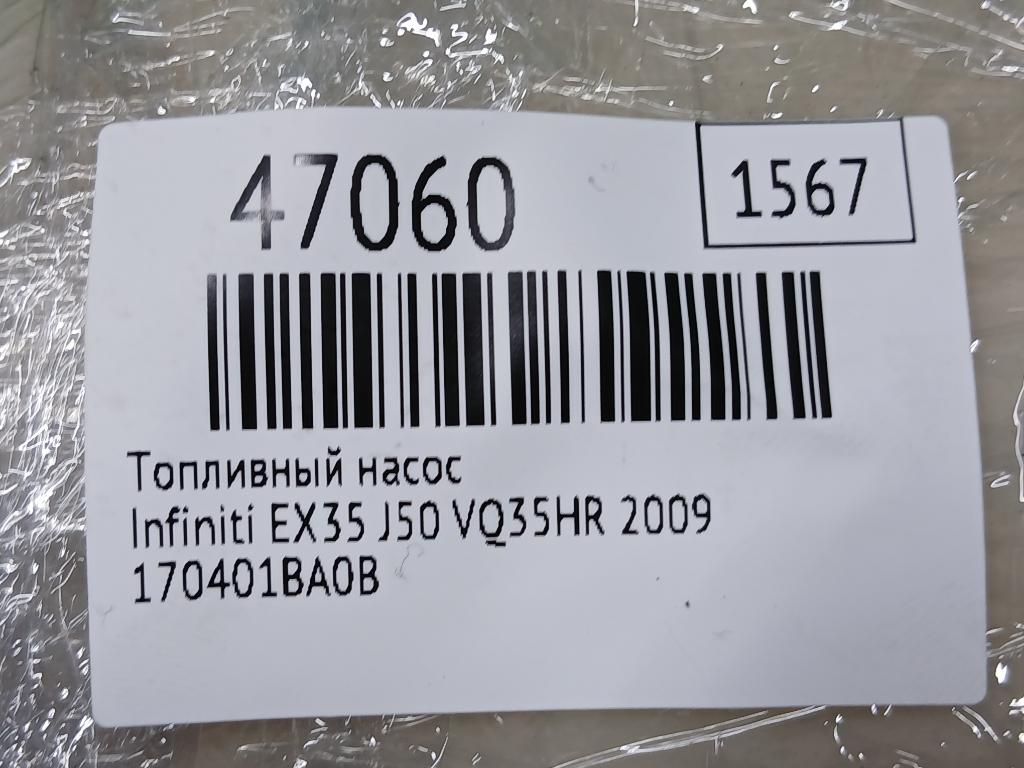 47060
1567
Топливный насос
Infiniti EX35 J50 VQ35HR 2009
170401BA0B